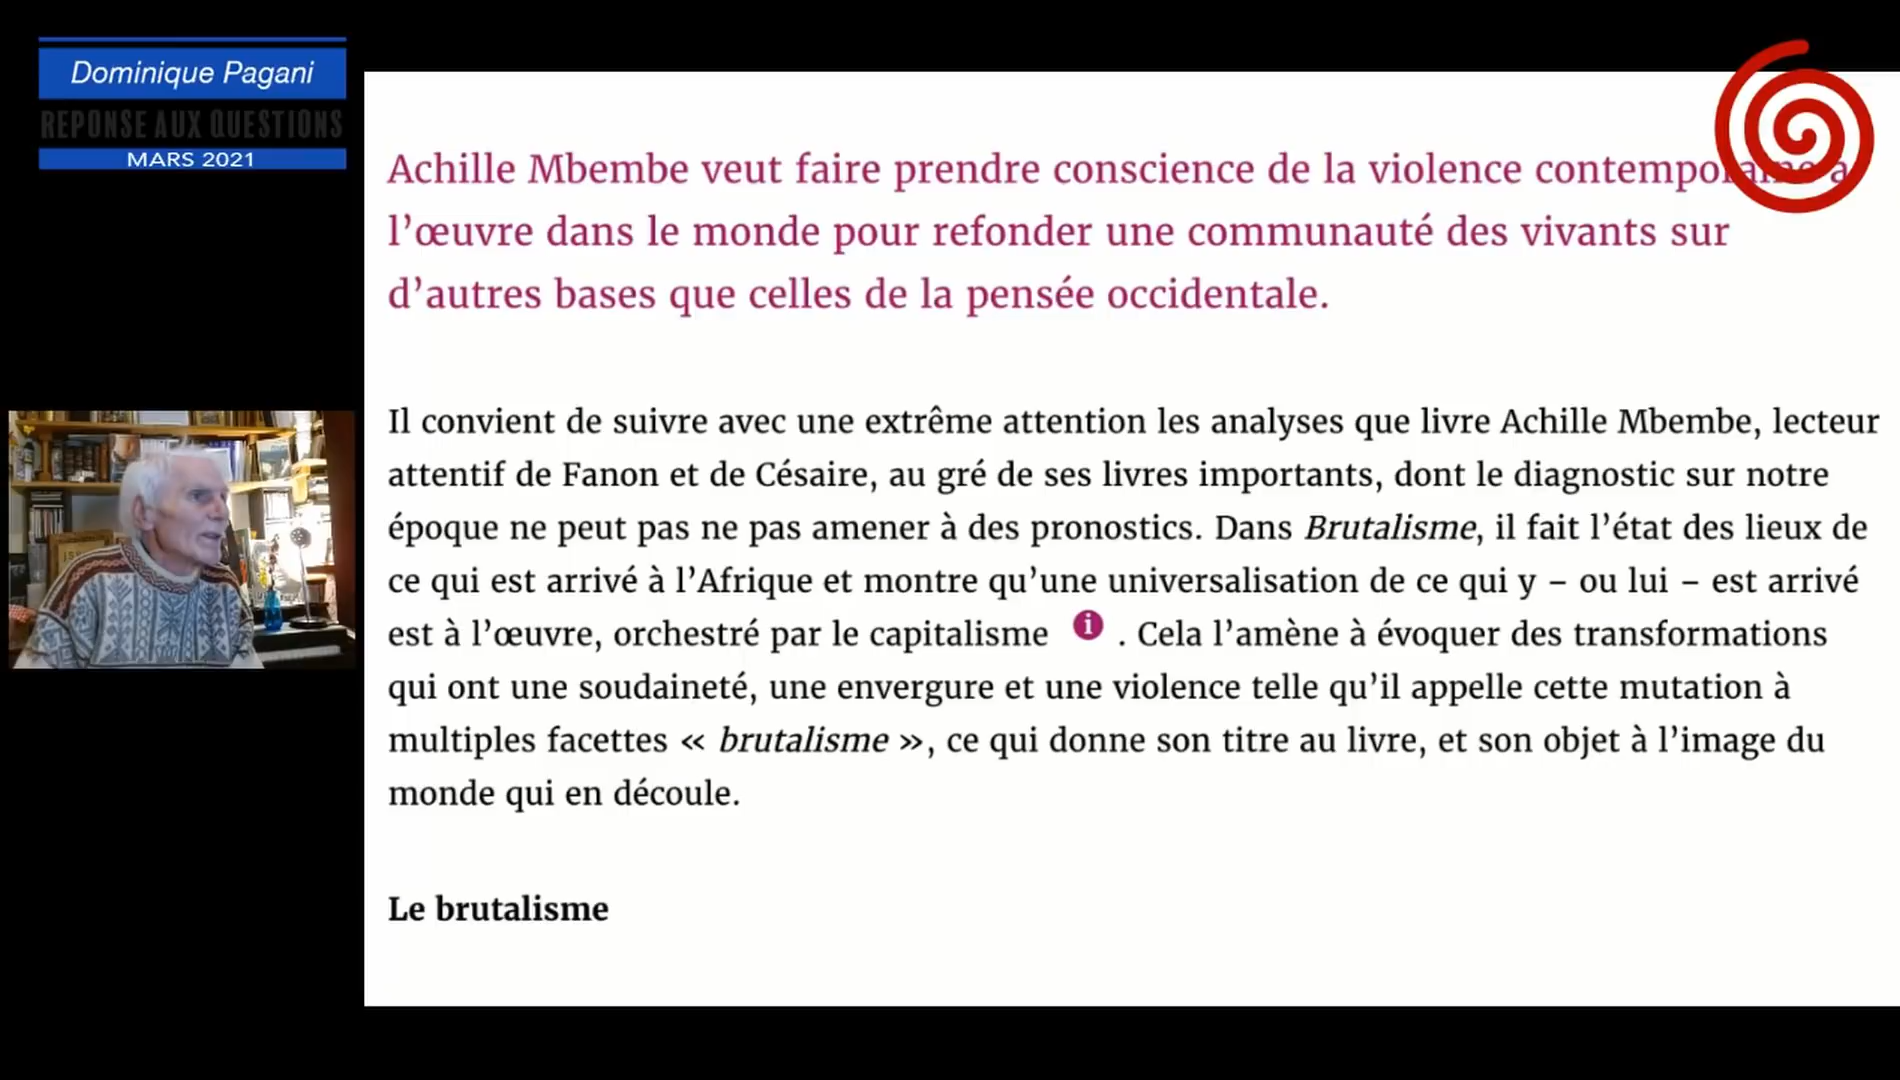 Dominique Pagani
REPONSE AUX QUESTIONS
MARS 2021
Achille Mbembe veut faire prendre conscience de la violence contemporaine à
l’œuvre dans le monde pour refonder une communauté des vivants sur
d’autres bases que celles de la pensée occidentale.
Il convient de suivre avec une extrême attention les analyses que livre Achille Mbembe, lecteur
attentif de Fanon et de Césaire, au gré de ses livres importants, dont le diagnostic sur notre
époque ne peut pas ne pas amener à des pronostics. Dans Brutalisme, il fait l’état des lieux de
ce qui est arrivé à l’Afrique et montre qu’une universalisation de ce qui y – ou lui – est arrivé
est à l’œuvre, orchestré par le capitalisme i . Cela l’amène à évoquer des transformations
qui ont une soudaineté, une envergure et une violence telle qu’il appelle cette mutation à
multiples facettes « brutalisme », ce qui donne son titre au livre, et son objet à l’image du
monde qui en découle.
Le brutalisme